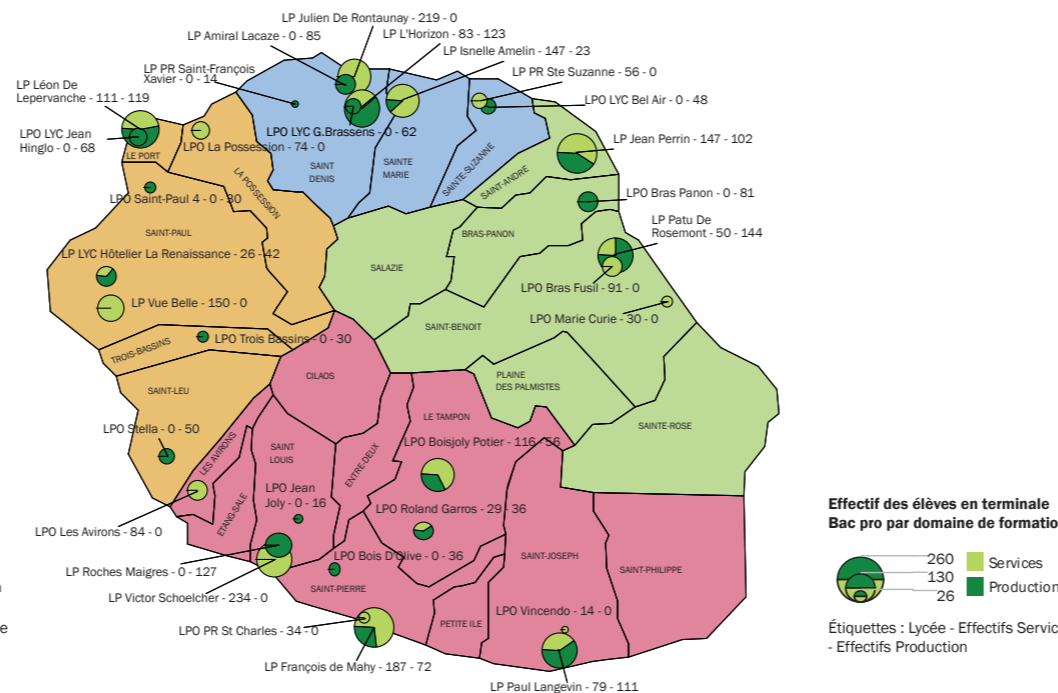 LP Julien De Rontaunay - 219 - 0
LP Amiral Lacaze - 0 - 85
LP L'Horizon - 83 - 123
LP Isnelle Amelin - 147 - 23
LP PR Saint-François
Xavier - 0 - 14
LP PR Ste Suzanne - 56 - 0
LP Léon De
Lepervanche - 111 - 119
LPO LYC Bel Air - 0 - 48
LPO LYC Jean
Hinglo - 0 - 68
LPO LYC G.Brassens - 0 - 62
LP Jean Perrin - 147 - 102
LPO La Possession - 74 - 0
LE PORT
SAINT
DENIS
SAINTE
MARIE
SAINTE-SUZANNE
SAINT-ANDRE
LA POSSESSION
LPO Saint-Paul 4 - 0 - 30
LPO Bras Panon - 0 - 81
LP Patu De
Rosemont - 50 - 144
SAINT-PAUL
BRAS-PANON
LP LYC Hôtelier La Renaissance - 26 - 42
SALAZIE
LPO Bras Fusil - 91 - 0
LP Vue Belle - 150 - 0
LPO Marie Curie - 30 - 0
SAINT-BENOIT
TROIS-BASSINS
LPO Trois Bassins - 0 - 30
CILAOS
PLAINE
DES PALMISTES
SAINT-LEU
LE TAMPON
SAINTE-ROSE
LPO Stella - 0 - 50
LPO Boisjoly Potier - 116 - 56
LES AVIRONS
SAINT
LOUIS
ENTRE-DEUX
ETANG-SALE
LPO Jean
Joly - 0 - 16
LPO Roland Garros - 29 - 36
LPO Les Avirons - 84 - 0
LPO Bois D'Olive - 0 - 36
SAINT-JOSEPH
SAINT-PHILIPPE
LP Roches Maigres - 0 - 127
SAINT-PIERRE
LP Victor Schoelcher - 234 - 0
LPO Vincendo - 14 - 0
PETITE ILE
LPO PR St Charles - 34 - 0
LP François de Mahy - 187 - 72
LP Paul Langevin - 79 - 111
Effectif des élèves en terminale
Bac pro par domaine de formatio
260
130
26
Services
Production
Étiquettes : Lycée - Effectifs Servic
- Effectifs Production